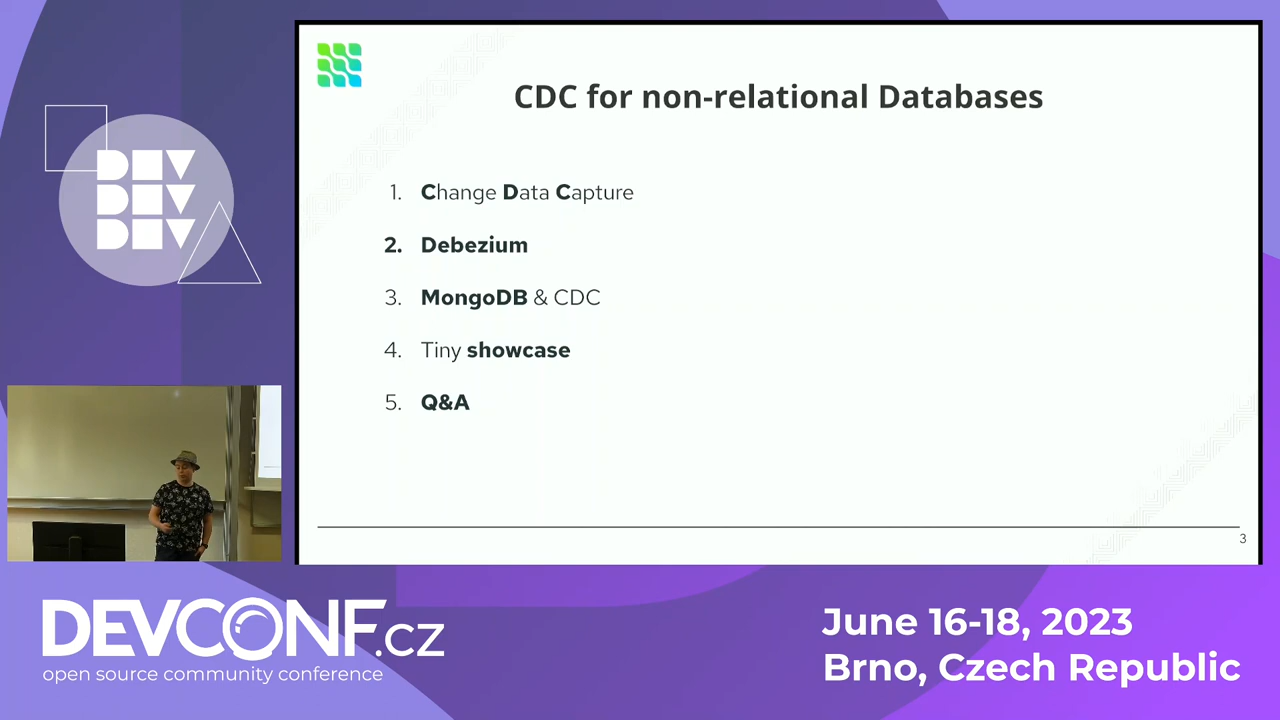 DEV
DEV
DEV
CDC for non-relational Databases
1. Change Data Capture
2. Debezium
3. MongoDB & CDC
4. Tiny showcase
5. Q&A
3
DEVCONF.CZ
open source community conference
June 16-18, 2023
Brno, Czech Republic